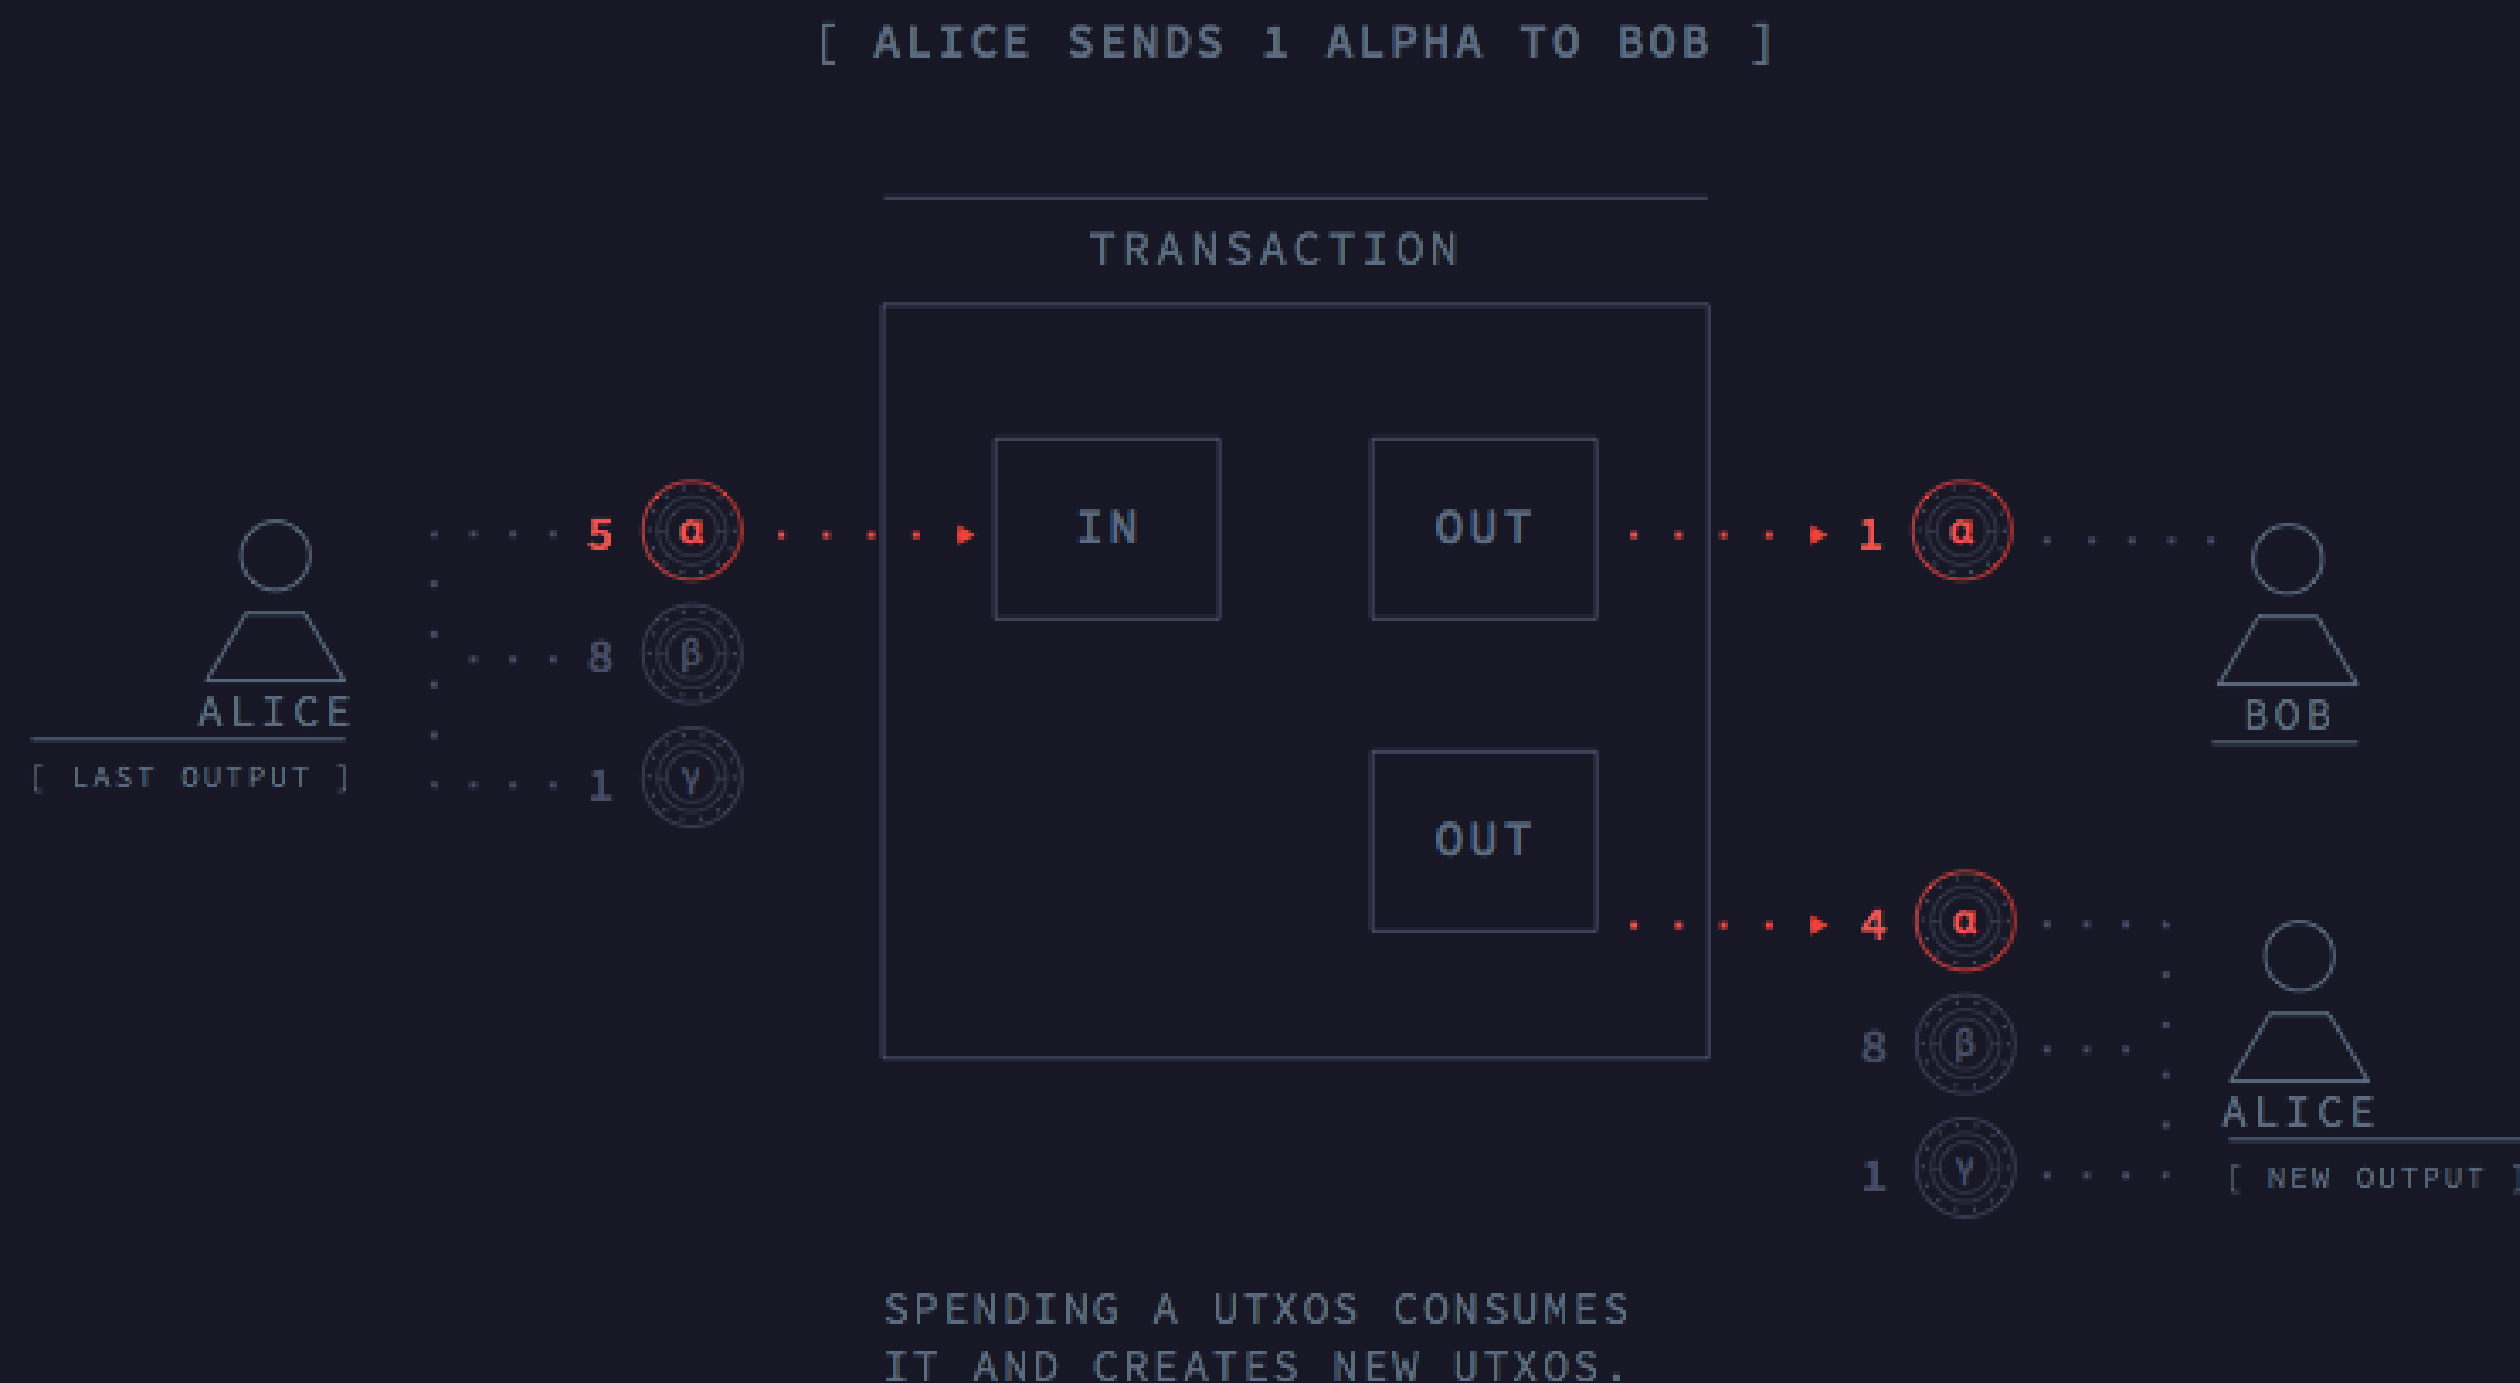 [ ALICE SENDS 1 ALPHA TO BOB ]
TRANSACTION
5 α
IN
OUT
1 α
8 β
ALICE
BOB
[ LAST OUTPUT ]
1 γ
OUT
4 α
8 β
ALICE
1 γ
[ NEW OUTPUT ]
SPENDING A UTXOS CONSUMES
IT AND CREATES NEW UTXOS.